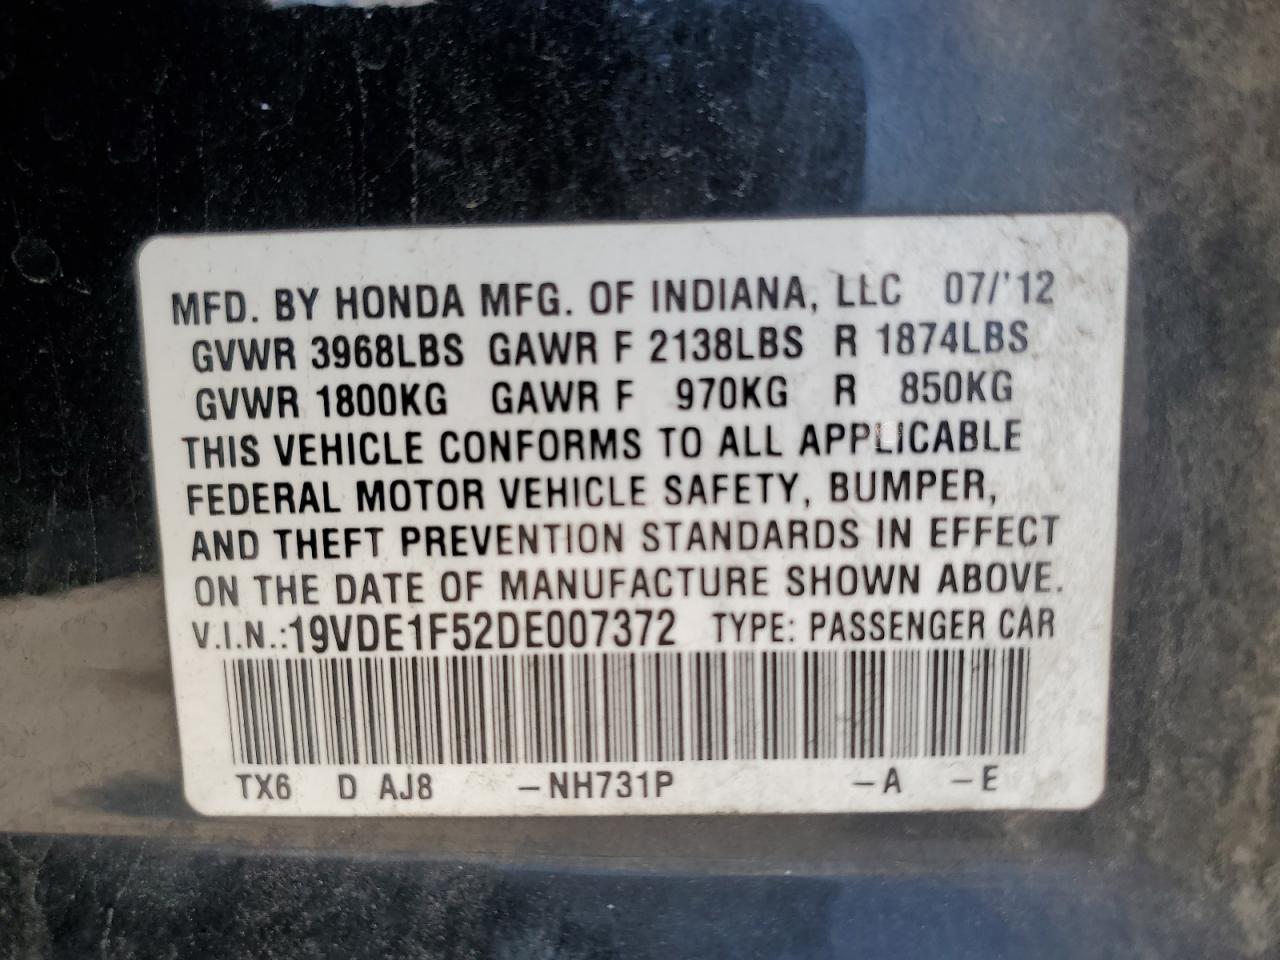 MFD. BY HONDA MFG. OF INDIANA, LLC 07/'12
GVWR 3968LBS GAWR F 2138LBS R 1874LBS
GVWR 1800KG GAWR F 970KG R 850KG
THIS VEHICLE CONFORMS TO ALL APPLICABLE
FEDERAL MOTOR VEHICLE SAFETY, BUMPER,
AND THEFT PREVENTION STANDARDS IN EFFECT
ON THE DATE OF MANUFACTURE SHOWN ABOVE.
V.I.N.:19VDE1F52DE007372 TYPE: PASSENGER CAR
TX6 D AJ8 -NH731P -A -E